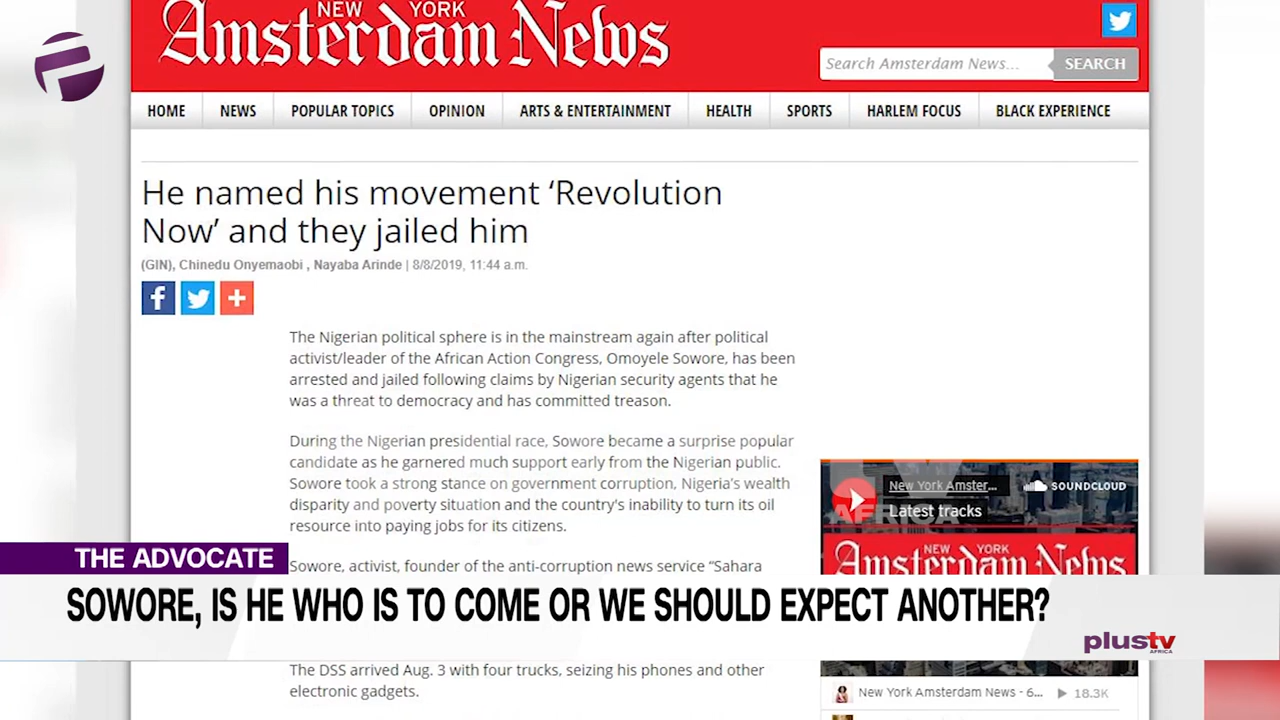 NEW YORK
Amsterdam News
Search Amsterdam News...
SEARCH
HOME
NEWS
POPULAR TOPICS
OPINION
ARTS & ENTERTAINMENT
HEALTH
SPORTS
HARLEM FOCUS
BLACK EXPERIENCE
He named his movement ‘Revolution
Now’ and they jailed him
(GIN), Chinedu Onyemaobi , Nayaba Arinde | 8/8/2019, 11:44 a.m.
The Nigerian political sphere is in the mainstream again after political
activist/leader of the African Action Congress, Omoyele Sowore, has been
arrested and jailed following claims by Nigerian security agents that he
was a threat to democracy and has committed treason.
During the Nigerian presidential race, Sowore became a surprise popular
candidate as he garnered much support early from the Nigerian public.
Sowore took a strong stance on government corruption, Nigeria's wealth
disparity and poverty situation and the country's inability to turn its oil
resource into paying jobs for its citizens.
Sowore, activist, founder of the anti-corruption news service “Sahara
New York Amster...
SOUNDCLOUD
Latest tracks
NEW YORK
Amsterdam News
THE ADVOCATE
SOWORE, IS HE WHO IS TO COME OR WE SHOULD EXPECT ANOTHER?
plustv
AFRICA
The DSS arrived Aug. 3 with four trucks, seizing his phones and other
electronic gadgets.
New York Amsterdam News - 6...
18.3K